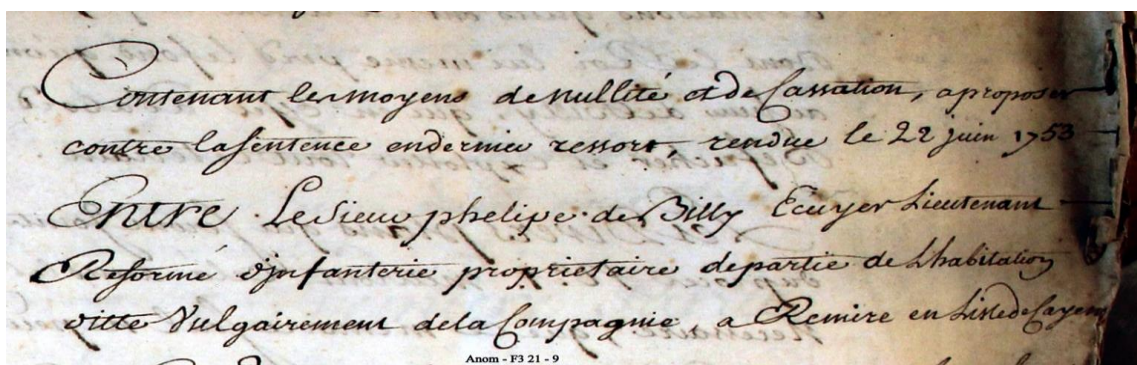 Contenant les moyens de nullité et de Cassation, a proposer
contre la sentence en dernier ressort, rendue le 22 juin 1753
Entre Le Sieur phelipe de Billy Ecuyer Lieutenant
Reformé d'infanterie proprietaire de partie de L'habitation
ditte Vulgairement de la Compagnie, a Remire en L'isle de Cayenne
Anom - F3 21 - 9